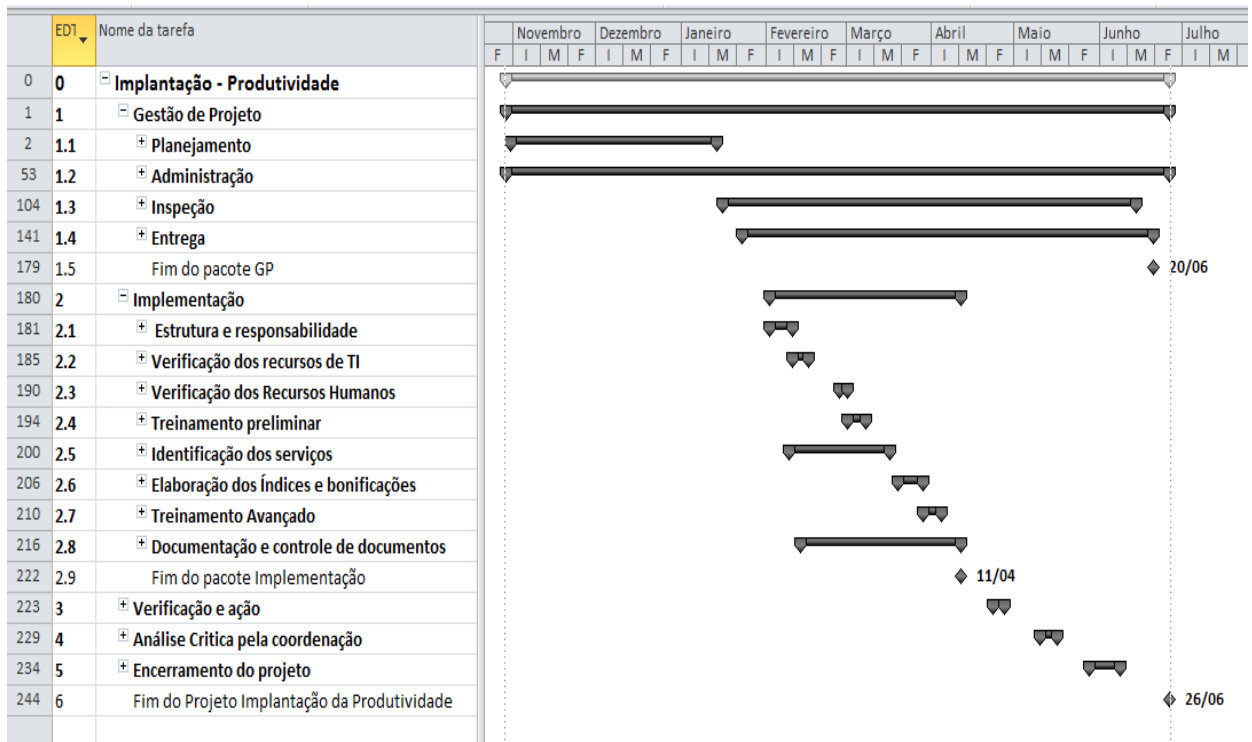 EDT Nome da tarefa
Novembro Dezembro Janeiro Fevereiro Março Abril Maio Junho Julho
F I M F I M F I M F I M F I M F I M F I M F I M F I M
0 0 Implantação - Produtividade
1 1 Gestão de Projeto
2 1.1 Planejamento
53 1.2 Administração
104 1.3 Inspeção
141 1.4 Entrega
179 1.5 Fim do pacote GP 20/06
180 2 Implementação
181 2.1 Estrutura e responsabilidade
185 2.2 Verificação dos recursos de TI
190 2.3 Verificação dos Recursos Humanos
194 2.4 Treinamento preliminar
200 2.5 Identificação dos serviços
206 2.6 Elaboração dos Índices e bonificações
210 2.7 Treinamento Avançado
216 2.8 Documentação e controle de documentos
222 2.9 Fim do pacote Implementação 11/04
223 3 Verificação e ação
229 4 Análise Critica pela coordenação
234 5 Encerramento do projeto
244 6 Fim do Projeto Implantação da Produtividade 26/06